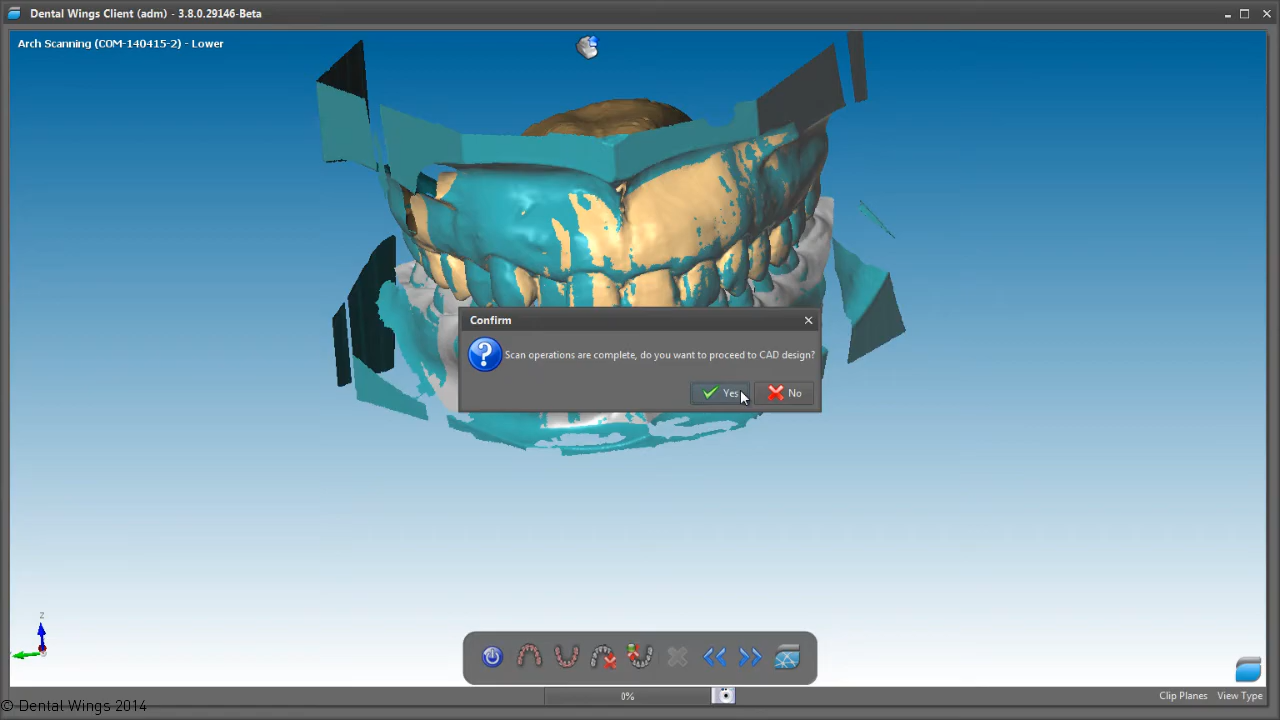 Dental Wings Client (adm) - 3.8.0.29146-Beta
Arch Scanning (COM-140415-2) - Lower
Confirm
Scan operations are complete, do you want to proceed to CAD design?
Yes
No
z
0%
Clip Planes
View Type
© Dental Wings 2014